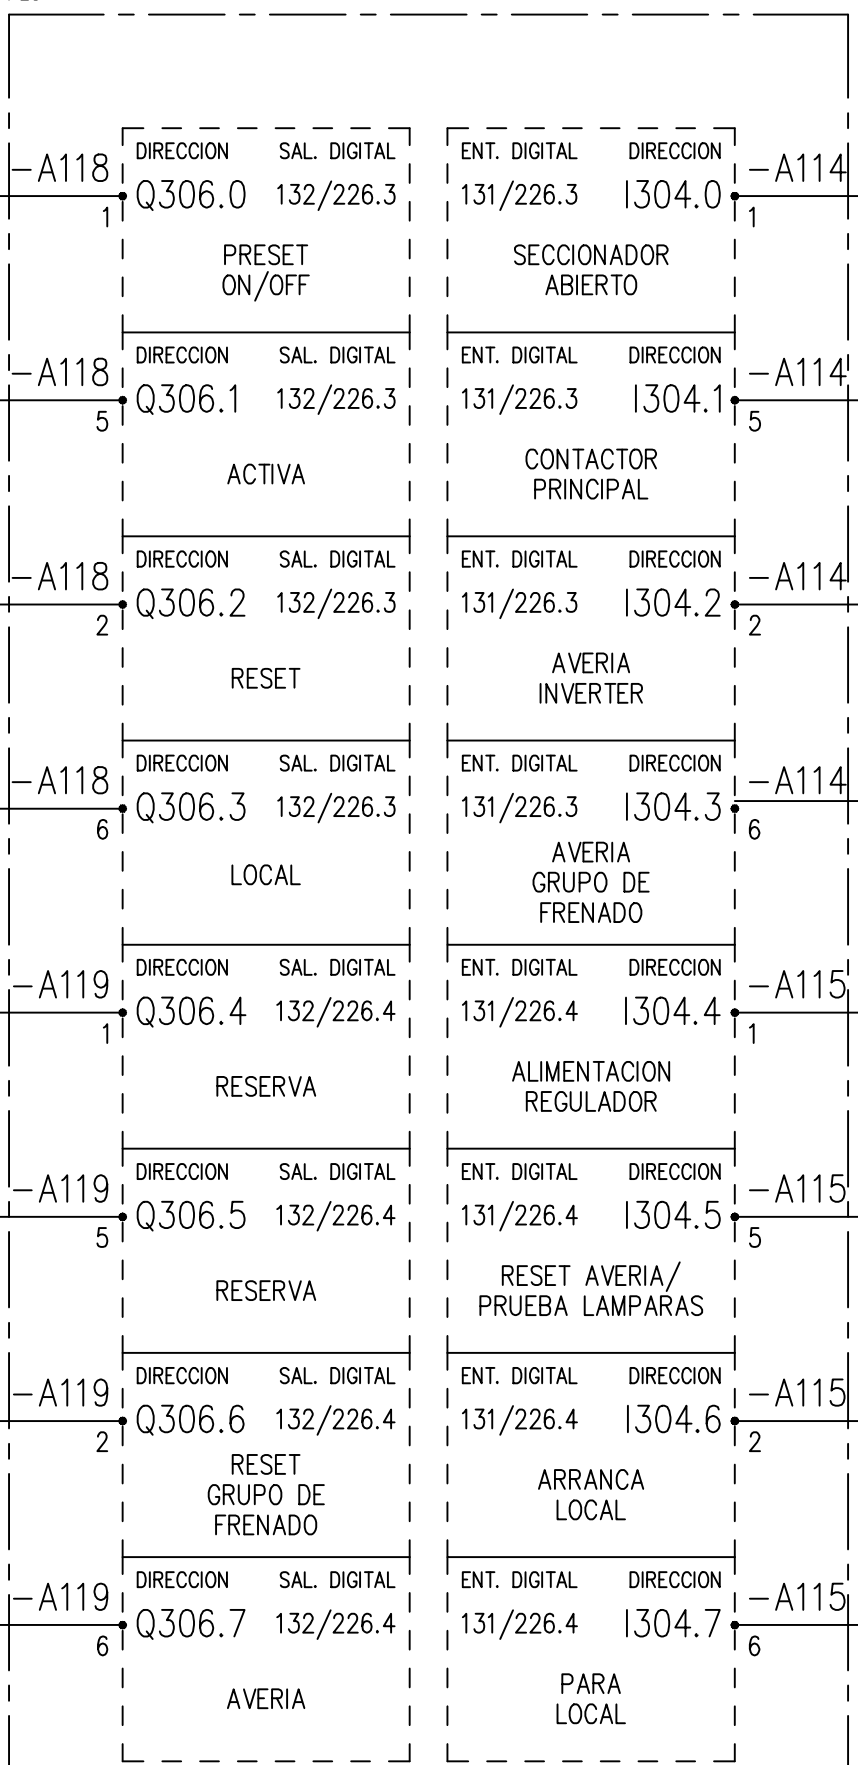 -A118 DIRECCION SAL. DIGITAL ENT. DIGITAL DIRECCION -A114
1 Q306.0 132/226.3 131/226.3 I304.0 1
PRESET SECCIONADOR
ON/OFF ABIERTO
-A118 DIRECCION SAL. DIGITAL ENT. DIGITAL DIRECCION -A114
5 Q306.1 132/226.3 131/226.3 I304.1 5
ACTIVA CONTACTOR
PRINCIPAL
-A118 DIRECCION SAL. DIGITAL ENT. DIGITAL DIRECCION -A114
2 Q306.2 132/226.3 131/226.3 I304.2 2
RESET AVERIA
INVERTER
-A118 DIRECCION SAL. DIGITAL ENT. DIGITAL DIRECCION -A114
6 Q306.3 132/226.3 131/226.3 I304.3 6
LOCAL AVERIA
GRUPO DE
FRENADO
-A119 DIRECCION SAL. DIGITAL ENT. DIGITAL DIRECCION -A115
1 Q306.4 132/226.4 131/226.4 I304.4 1
RESERVA ALIMENTACION
REGULADOR
-A119 DIRECCION SAL. DIGITAL ENT. DIGITAL DIRECCION -A115
5 Q306.5 132/226.4 131/226.4 I304.5 5
RESERVA RESET AVERIA/
PRUEBA LAMPARAS
-A119 DIRECCION SAL. DIGITAL ENT. DIGITAL DIRECCION -A115
2 Q306.6 132/226.4 131/226.4 I304.6 2
RESET ARRANCA
GRUPO DE LOCAL
FRENADO
-A119 DIRECCION SAL. DIGITAL ENT. DIGITAL DIRECCION -A115
6 Q306.7 132/226.4 131/226.4 I304.7 6
AVERIA PARA
LOCAL